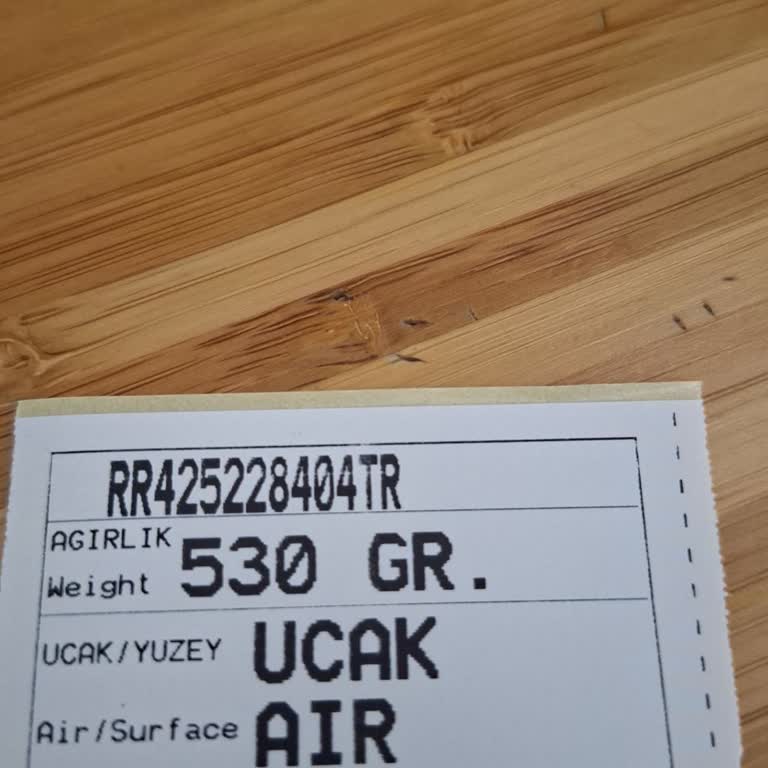 RR425228404TR
AGIRLIK
Weight 530 GR.
UCAK/YUZEY UCAK
Air/Surface AIR